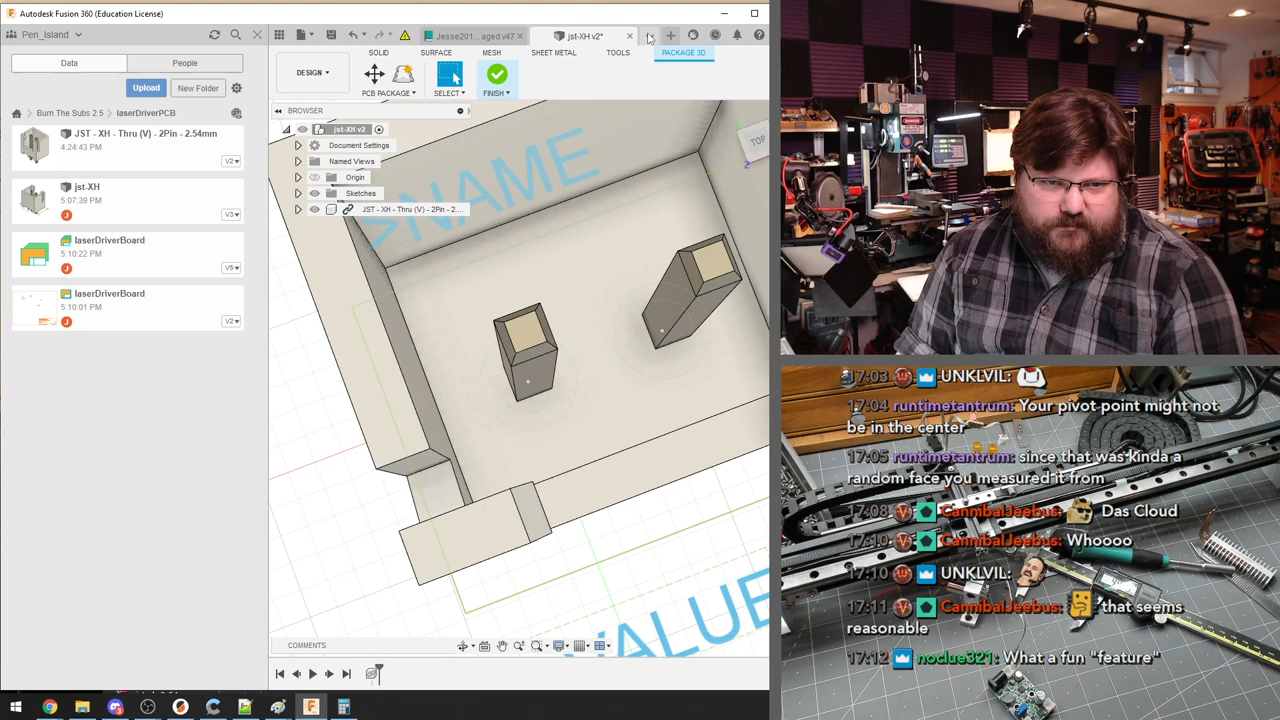 Autodesk Fusion 360 (Education License)
Pen_Island
Jesse201...aged v47
jst-XH v2*
Data
People
SOLID
SURFACE
MESH
SHEET METAL
TOOLS
PACKAGE 3D
Upload
New Folder
DESIGN
PCB PACKAGE
SELECT
FINISH
Burn The Subs 2.
laserDriverPCB
BROWSER
JST - XH - Thru (V) - 2Pin - 2.54mm
4:24:43 PM
V2
jst-XH v2
Document Settings
Named Views
Origin
Sketches
JST - XH - Thru (V) - 2Pin - 2....
jst-XH
5:07:39 PM
J
V3
laserDriverBoard
5:10:22 PM
J
V5
laserDriverBoard
5:10:01 PM
J
V2
>NAME
TOP
Z
VALUE
COMMENTS
17:03 UNKLVIL:
17:04 runtimetantrum: Your pivot point might not
be in the center
17:05 runtimetantrum: since that was kinda a
random face you measured it from
17:08 CannibalJeebus: Das Cloud
17:10 CannibalJeebus: Whoooo
17:10 UNKLVIL:
17:11 CannibalJeebus: that seems
reasonable
17:12 noclue321: What a fun "feature"